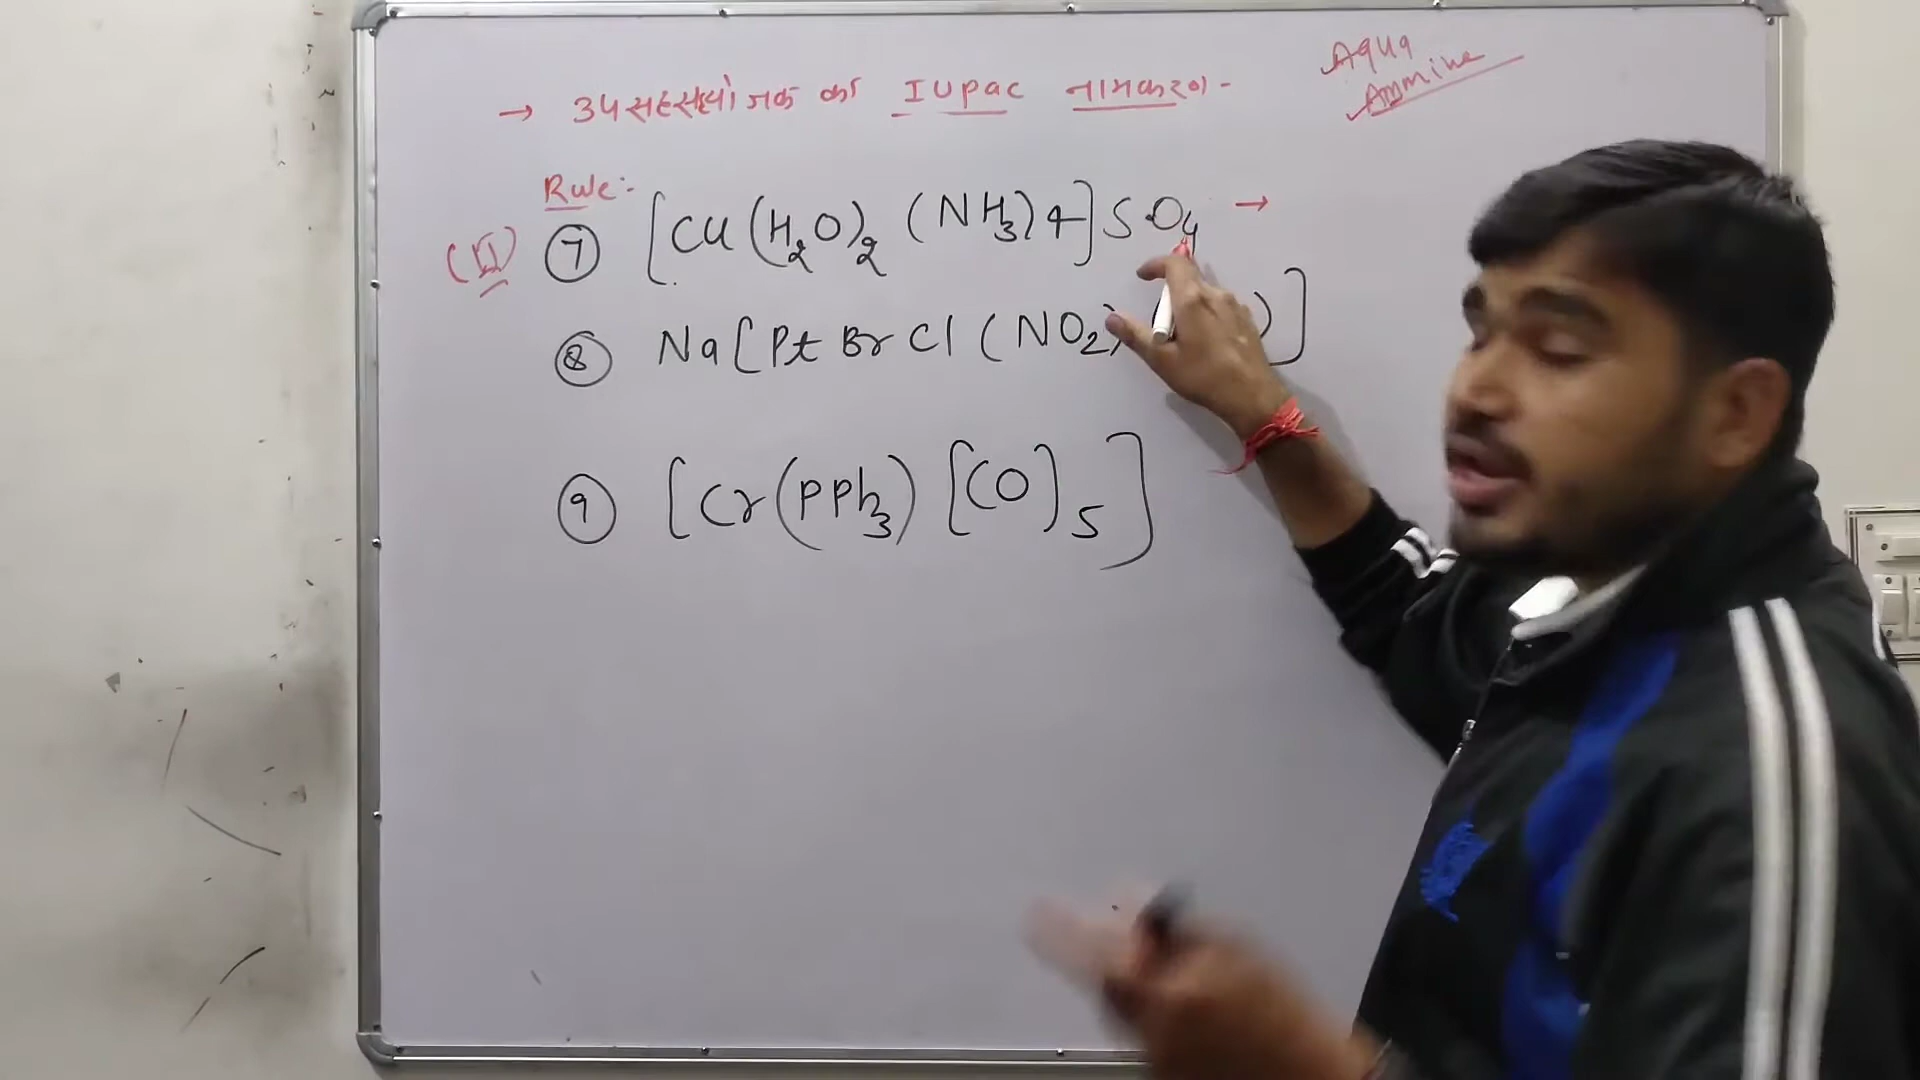 → उपसहसंयोजक का IUPAC नामकरण -
Aqua
Ammine
Rule:-
(VI) ⑦ [Cu(H₂O)₂ (NH₃)4]SO₄ →
⑧ Na[Pt Br Cl (NO₂) ( )]
⑨ [Cr(PPh₃) [CO)₅]